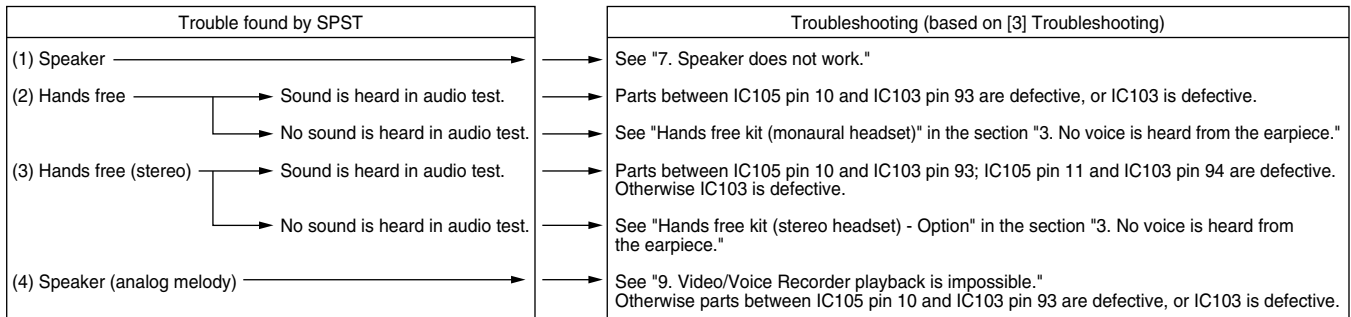 Trouble found by SPST
Troubleshooting (based on [3] Troubleshooting)
(1) Speaker
See "7. Speaker does not work."
(2) Hands free
Sound is heard in audio test.
Parts between IC105 pin 10 and IC103 pin 93 are defective, or IC103 is defective.
No sound is heard in audio test.
See "Hands free kit (monaural headset)" in the section "3. No voice is heard from the earpiece."
(3) Hands free (stereo)
Sound is heard in audio test.
Parts between IC105 pin 10 and IC103 pin 93; IC105 pin 11 and IC103 pin 94 are defective.
Otherwise IC103 is defective.
No sound is heard in audio test.
See "Hands free kit (stereo headset) - Option" in the section "3. No voice is heard from
the earpiece."
(4) Speaker (analog melody)
See "9. Video/Voice Recorder playback is impossible."
Otherwise parts between IC105 pin 10 and IC103 pin 93 are defective, or IC103 is defective.